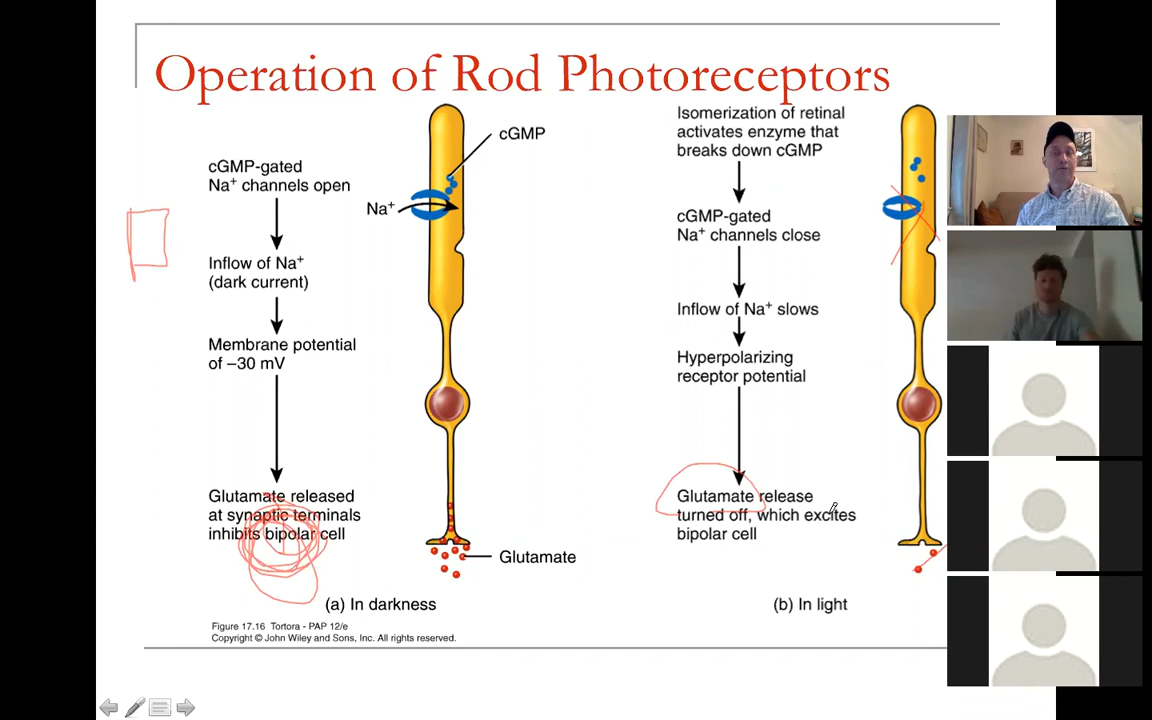 Operation of Rod Photoreceptors
cGMP-gated
Na⁺ channels open
Inflow of Na⁺
(dark current)
Membrane potential
of –30 mV
Glutamate released
at synaptic terminals
inhibits bipolar cell
cGMP
Na⁺
Glutamate
(a) In darkness
Isomerization of retinal
activates enzyme that
breaks down cGMP
cGMP-gated
Na⁺ channels close
Inflow of Na⁺ slows
Hyperpolarizing
receptor potential
Glutamate release
turned off, which excites
bipolar cell
(b) In light
Figure 17.16 Tortora - PAP 12/e
Copyright © John Wiley and Sons, Inc. All rights reserved.